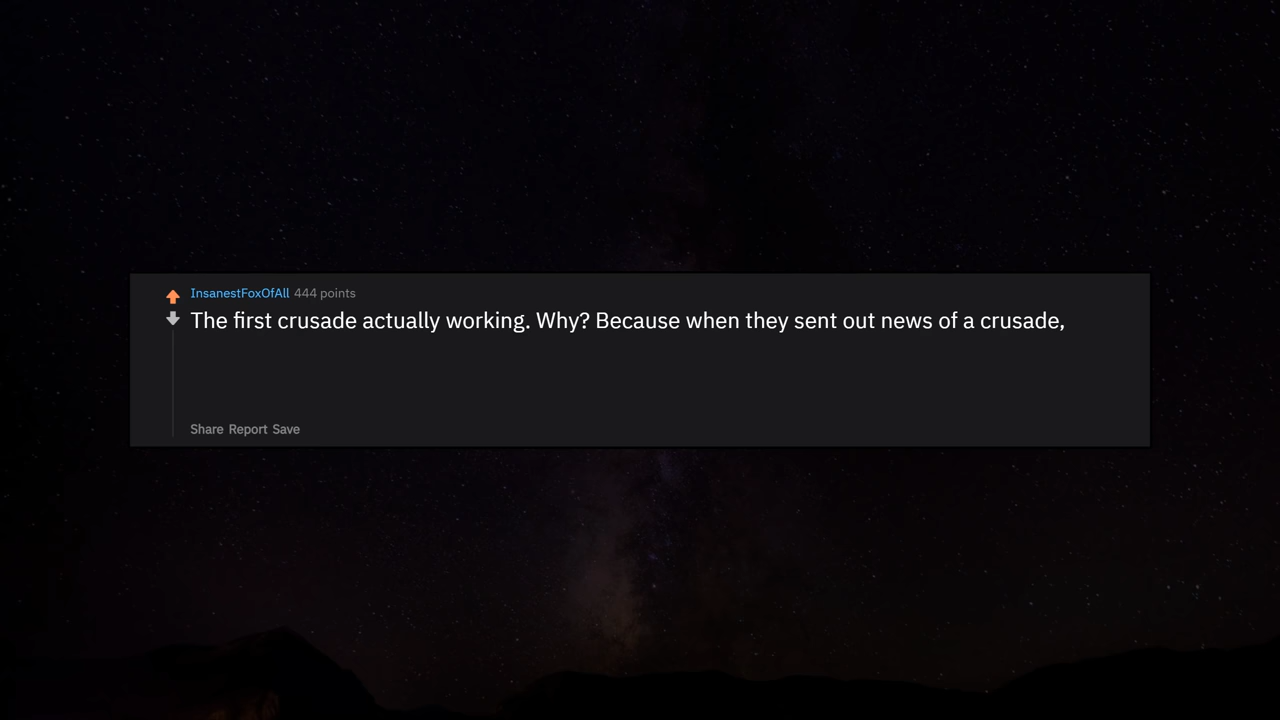 InsanestFoxOfAll 444 points
The first crusade actually working. Why? Because when they sent out news of a crusade,
Share Report Save